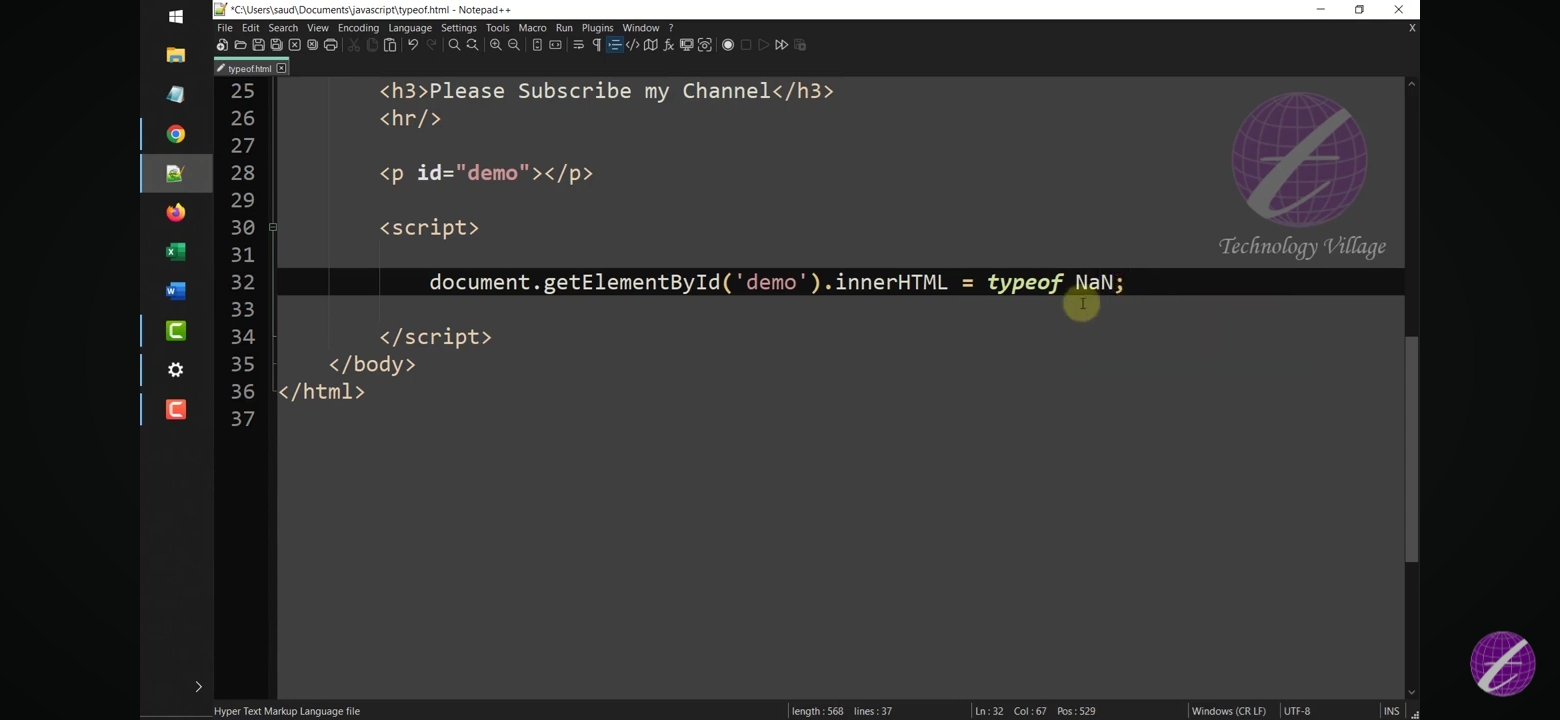 *C:\Users\saud\Documents\javascript\typeof.html - Notepad++
File Edit Search View Encoding Language Settings Tools Macro Run Plugins Window ? X
typeof.html
25 <h3>Please Subscribe my Channel</h3>
26 <hr/>
27
28 <p id="demo"></p>
29
30 <script>
31
32 document.getElementById('demo').innerHTML = typeof NaN;
33
34 </script>
35 </body>
36 </html>
37
Technology Village
Hyper Text Markup Language file length : 568 lines : 37 Ln : 32 Col : 67 Pos : 529 Windows (CR LF) UTF-8 INS